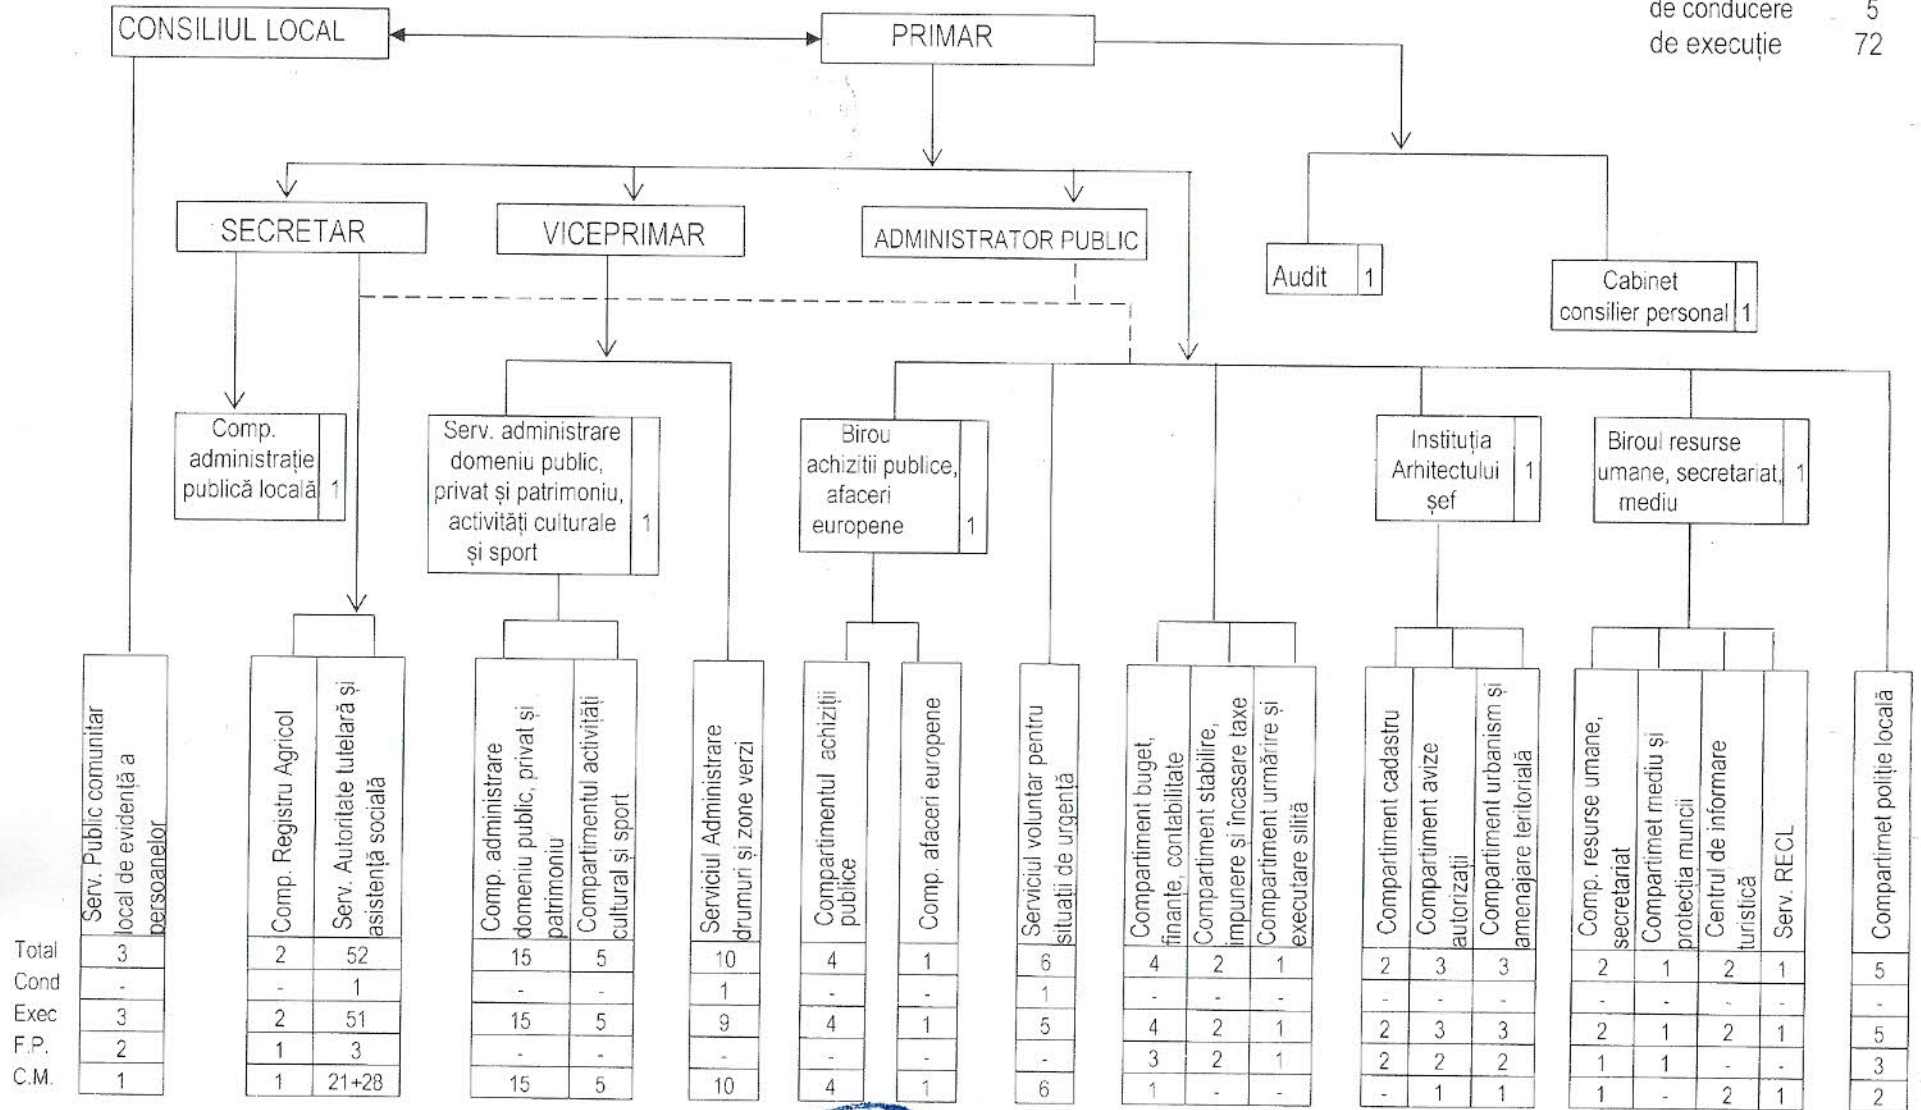 de conducere 5
de execuție 72
CONSILIUL LOCAL
PRIMAR
SECRETAR
VICEPRIMAR
ADMINISTRATOR PUBLIC
Audit 1
Cabinet
consilier personal 1
Comp.
administrație
publică locală 1
Serv. administrare
domeniu public,
privat și patrimoniu,
activități culturale 1
și sport
Birou
achizitii publice,
afaceri
europene 1
Instituția
Arhitectului 1
șef
Biroul resurse
umane, secretariat, 1
mediu
Serv. Public comunitar
local de evidență a
persoanelor
Comp. Registru Agricol
Serv. Autoritate tutelară și
asistență socială
Comp. administrare
domeniu public, privat și
patrimoniu
Compartimentul activități
cultural și sport
Serviciul Administrare
drumuri și zone verzi
Compartimentul achiziții
publice
Comp. afaceri europene
Serviciul voluntar pentru
situații de urgență
Compartiment buget,
finanțe, contabilitate
Compartiment stabilire,
impunere si încasare taxe
Compartiment urmărire și
executare silită
Compartiment cadastru
Compartiment avize
autorizații
Compartiment urbanism și
amenajare teritorială
Comp. resurse umane,
secretariat
Compartimet mediu și
protecția muncii
Centrul de informare
turistică
Serv. RECL
Compartimet poliție locală
Total 3 2 52 15 5 10 4 1 6 4 2 1 2 3 3 2 1 2 1 5
Cond - - 1 - - 1 - - 1 - - - - - - - - - - -
Exec 3 2 51 15 5 9 4 1 5 4 2 1 2 3 3 2 1 2 1 5
F.P. 2 1 3 - - - - - - 3 2 1 2 2 2 1 1 - - 3
C.M. 1 1 21+28 15 5 10 4 1 6 1 - - - 1 1 1 - 2 1 2